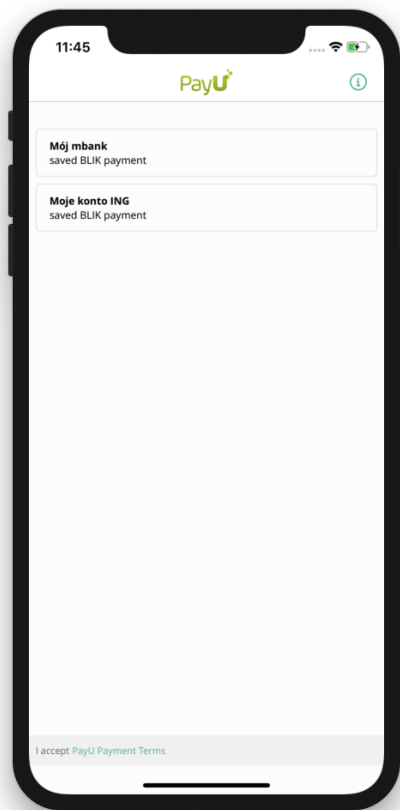 11:45
PayU
Mój mbank
saved BLIK payment
Moje konto ING
saved BLIK payment
I accept PayU Payment Terms